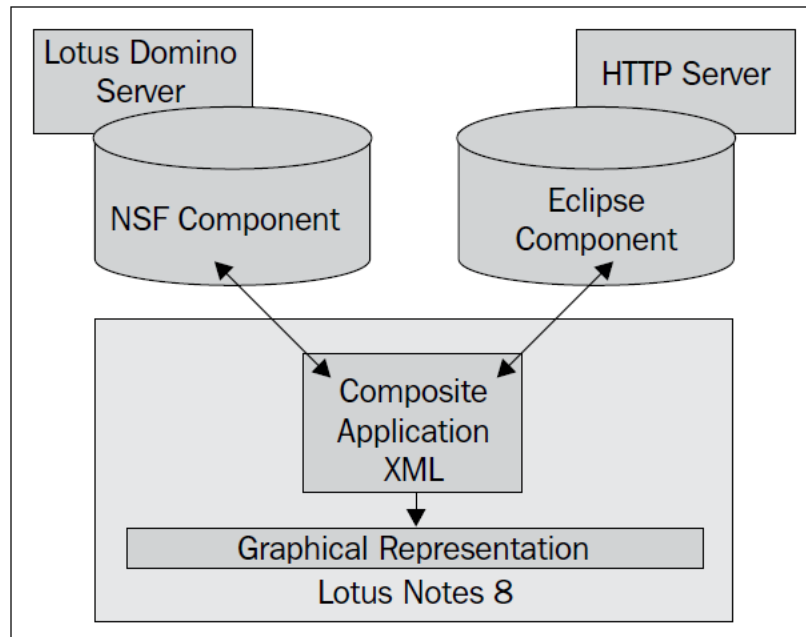 Lotus Domino
Server
HTTP Server
NSF Component
Eclipse
Component
Composite
Application
XML
Graphical Representation
Lotus Notes 8